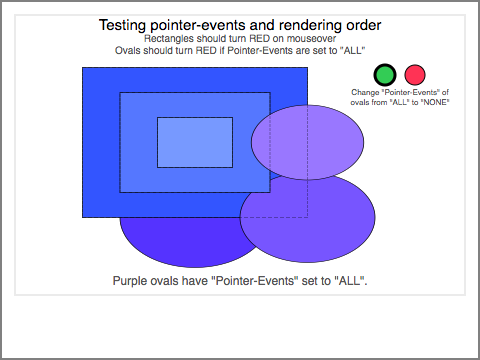 Testing pointer-events and rendering order
Rectangles should turn RED on mouseover
Ovals should turn RED if Pointer-Events are set to "ALL"
Change "Pointer-Events" of
ovals from "ALL" to "NONE"
Purple ovals have "Pointer-Events" set to "ALL".